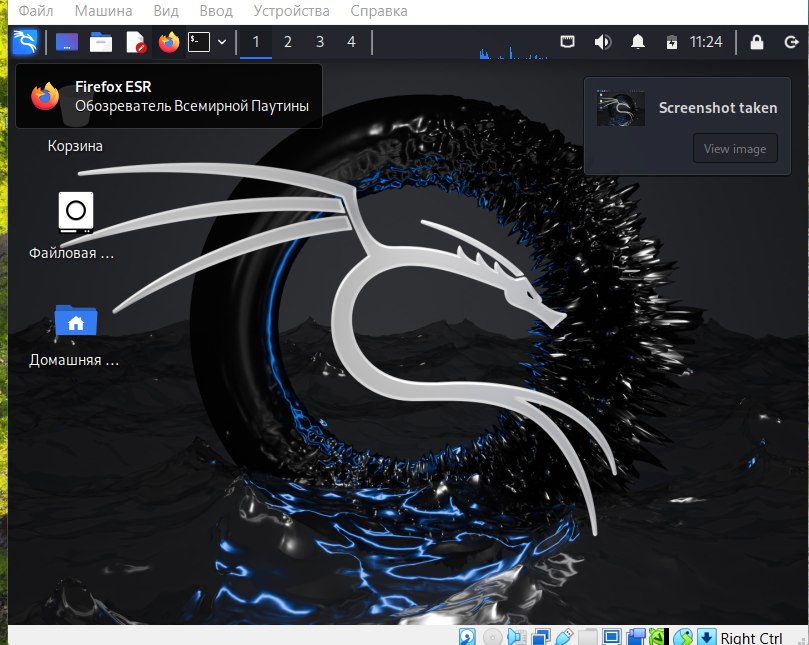 Файл Машина Вид Ввод Устройства Справка
1 2 3 4 11:24
Firefox ESR
Обозреватель Всемирной Паутины
Screenshot taken
View image
Корзина
Файловая ...
Домашняя ...
Right Ctrl